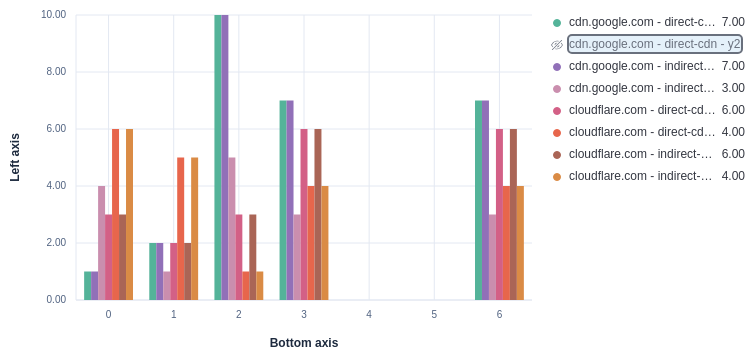 10.00
8.00
6.00
4.00
2.00
0.00
Left axis
0 1 2 3 4 5 6
Bottom axis
cdn.google.com - direct-c… 7.00
cdn.google.com - direct-cdn - y2
cdn.google.com - indirect… 7.00
cdn.google.com - indirect… 3.00
cloudflare.com - direct-cd… 6.00
cloudflare.com - direct-cd… 4.00
cloudflare.com - indirect-… 6.00
cloudflare.com - indirect-… 4.00